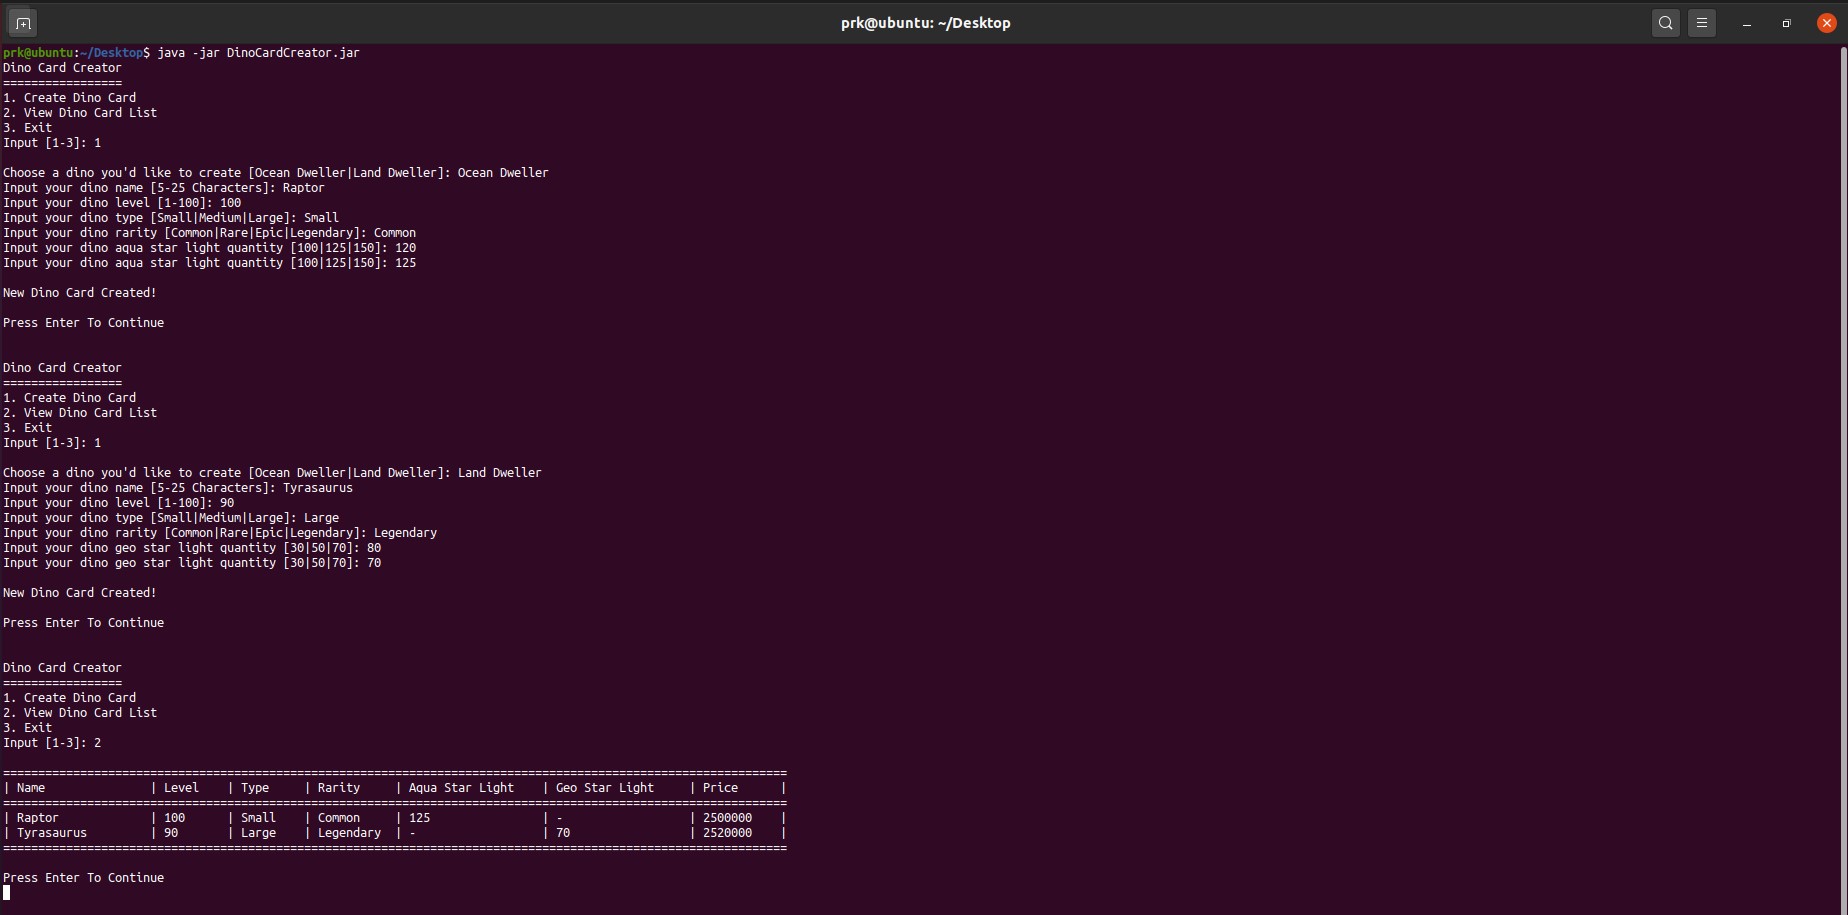 prk@ubuntu: ~/Desktop
prk@ubuntu:~/Desktop$ java -jar DinoCardCreator.jar
Dino Card Creator
=================
1. Create Dino Card
2. View Dino Card List
3. Exit
Input [1-3]: 1
Choose a dino you'd like to create [Ocean Dweller|Land Dweller]: Ocean Dweller
Input your dino name [5-25 Characters]: Raptor
Input your dino level [1-100]: 100
Input your dino type [Small|Medium|Large]: Small
Input your dino rarity [Common|Rare|Epic|Legendary]: Common
Input your dino aqua star light quantity [100|125|150]: 120
Input your dino aqua star light quantity [100|125|150]: 125
New Dino Card Created!
Press Enter To Continue
Dino Card Creator
=================
1. Create Dino Card
2. View Dino Card List
3. Exit
Input [1-3]: 1
Choose a dino you'd like to create [Ocean Dweller|Land Dweller]: Land Dweller
Input your dino name [5-25 Characters]: Tyrasaurus
Input your dino level [1-100]: 90
Input your dino type [Small|Medium|Large]: Large
Input your dino rarity [Common|Rare|Epic|Legendary]: Legendary
Input your dino geo star light quantity [30|50|70]: 80
Input your dino geo star light quantity [30|50|70]: 70
New Dino Card Created!
Press Enter To Continue
Dino Card Creator
=================
1. Create Dino Card
2. View Dino Card List
3. Exit
Input [1-3]: 2
================================================================================================================
| Name                | Level    | Type     | Rarity     | Aqua Star Light    | Geo Star Light     | Price      |
================================================================================================================
| Raptor              | 100      | Small    | Common     | 125                | -                  | 2500000    |
| Tyrasaurus          | 90       | Large    | Legendary  | -                  | 70                 | 2520000    |
================================================================================================================
Press Enter To Continue